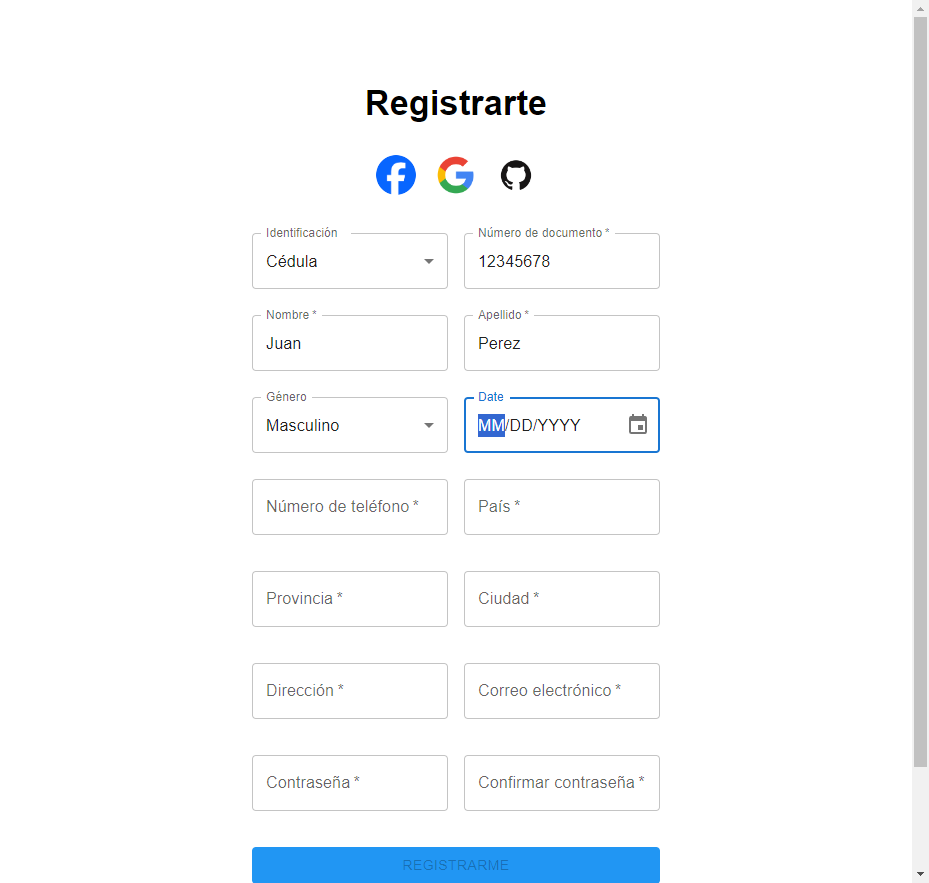 Registrarte
Identificación
Número de documento *
Cédula
12345678
Nombre *
Apellido *
Juan
Perez
Género
Date
Masculino
MM/DD/YYYY
Número de teléfono *
País *
Provincia *
Ciudad *
Dirección *
Correo electrónico *
Contraseña *
Confirmar contraseña *
REGISTRARME